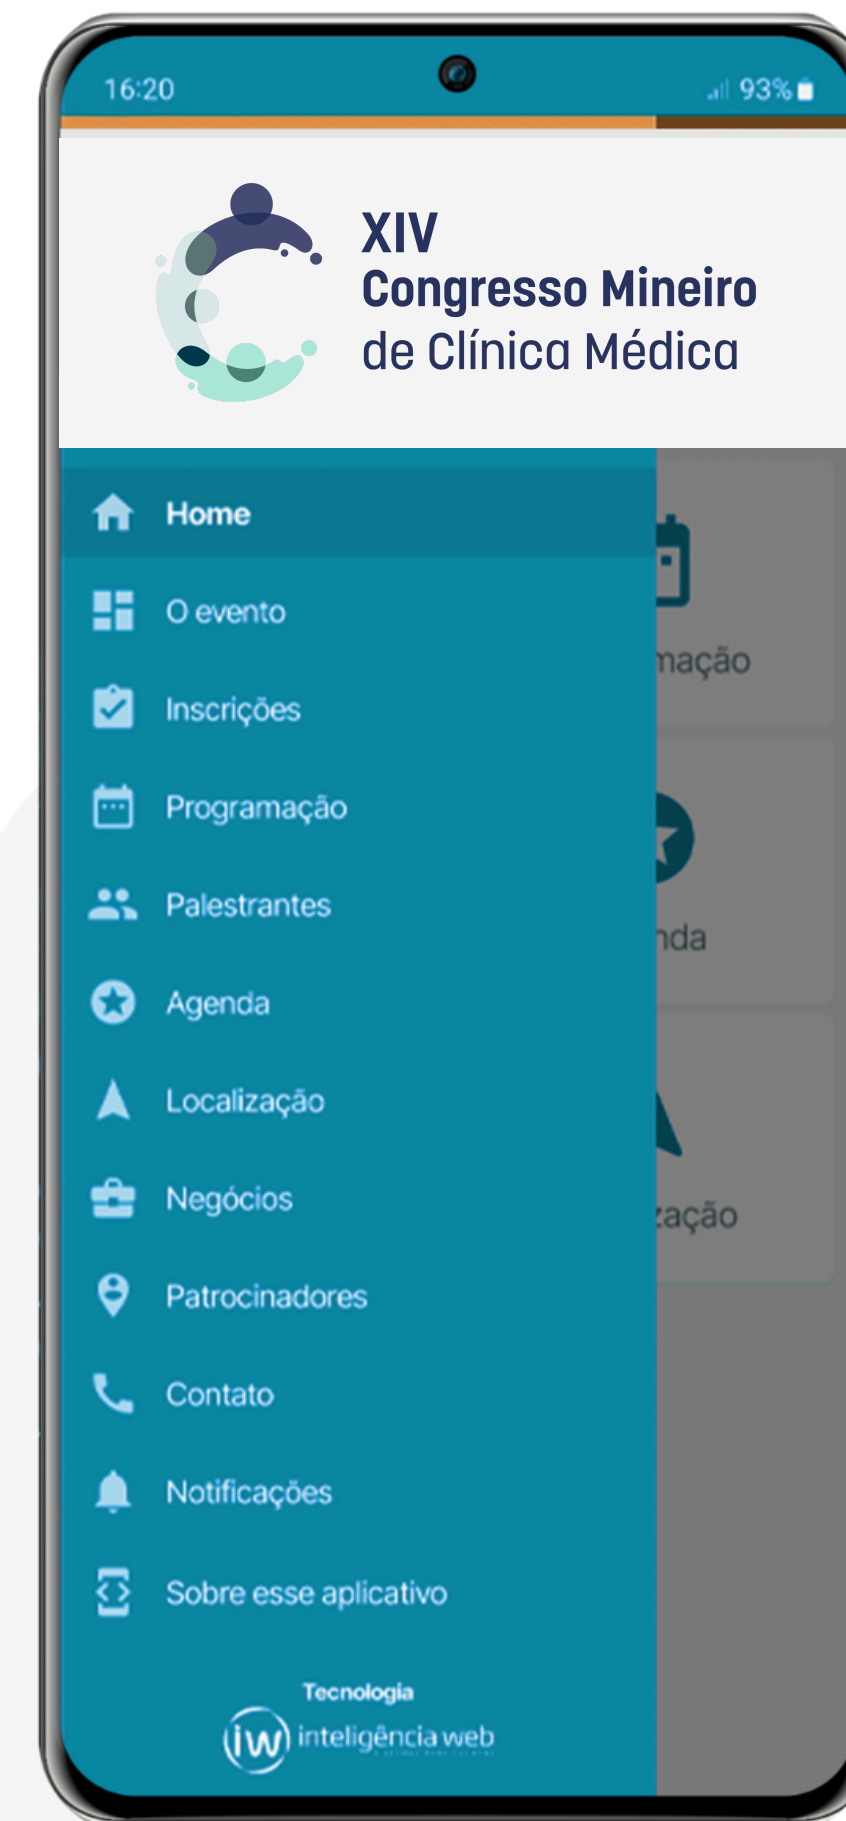 16:20
93%
XIV
Congresso Mineiro
de Clínica Médica
Home
O evento
Inscrições
mação
Programação
Palestrantes
nda
Agenda
Localização
Negócios
zação
Patrocinadores
Contato
Notificações
Sobre esse aplicativo
Tecnologia
iw inteligência web